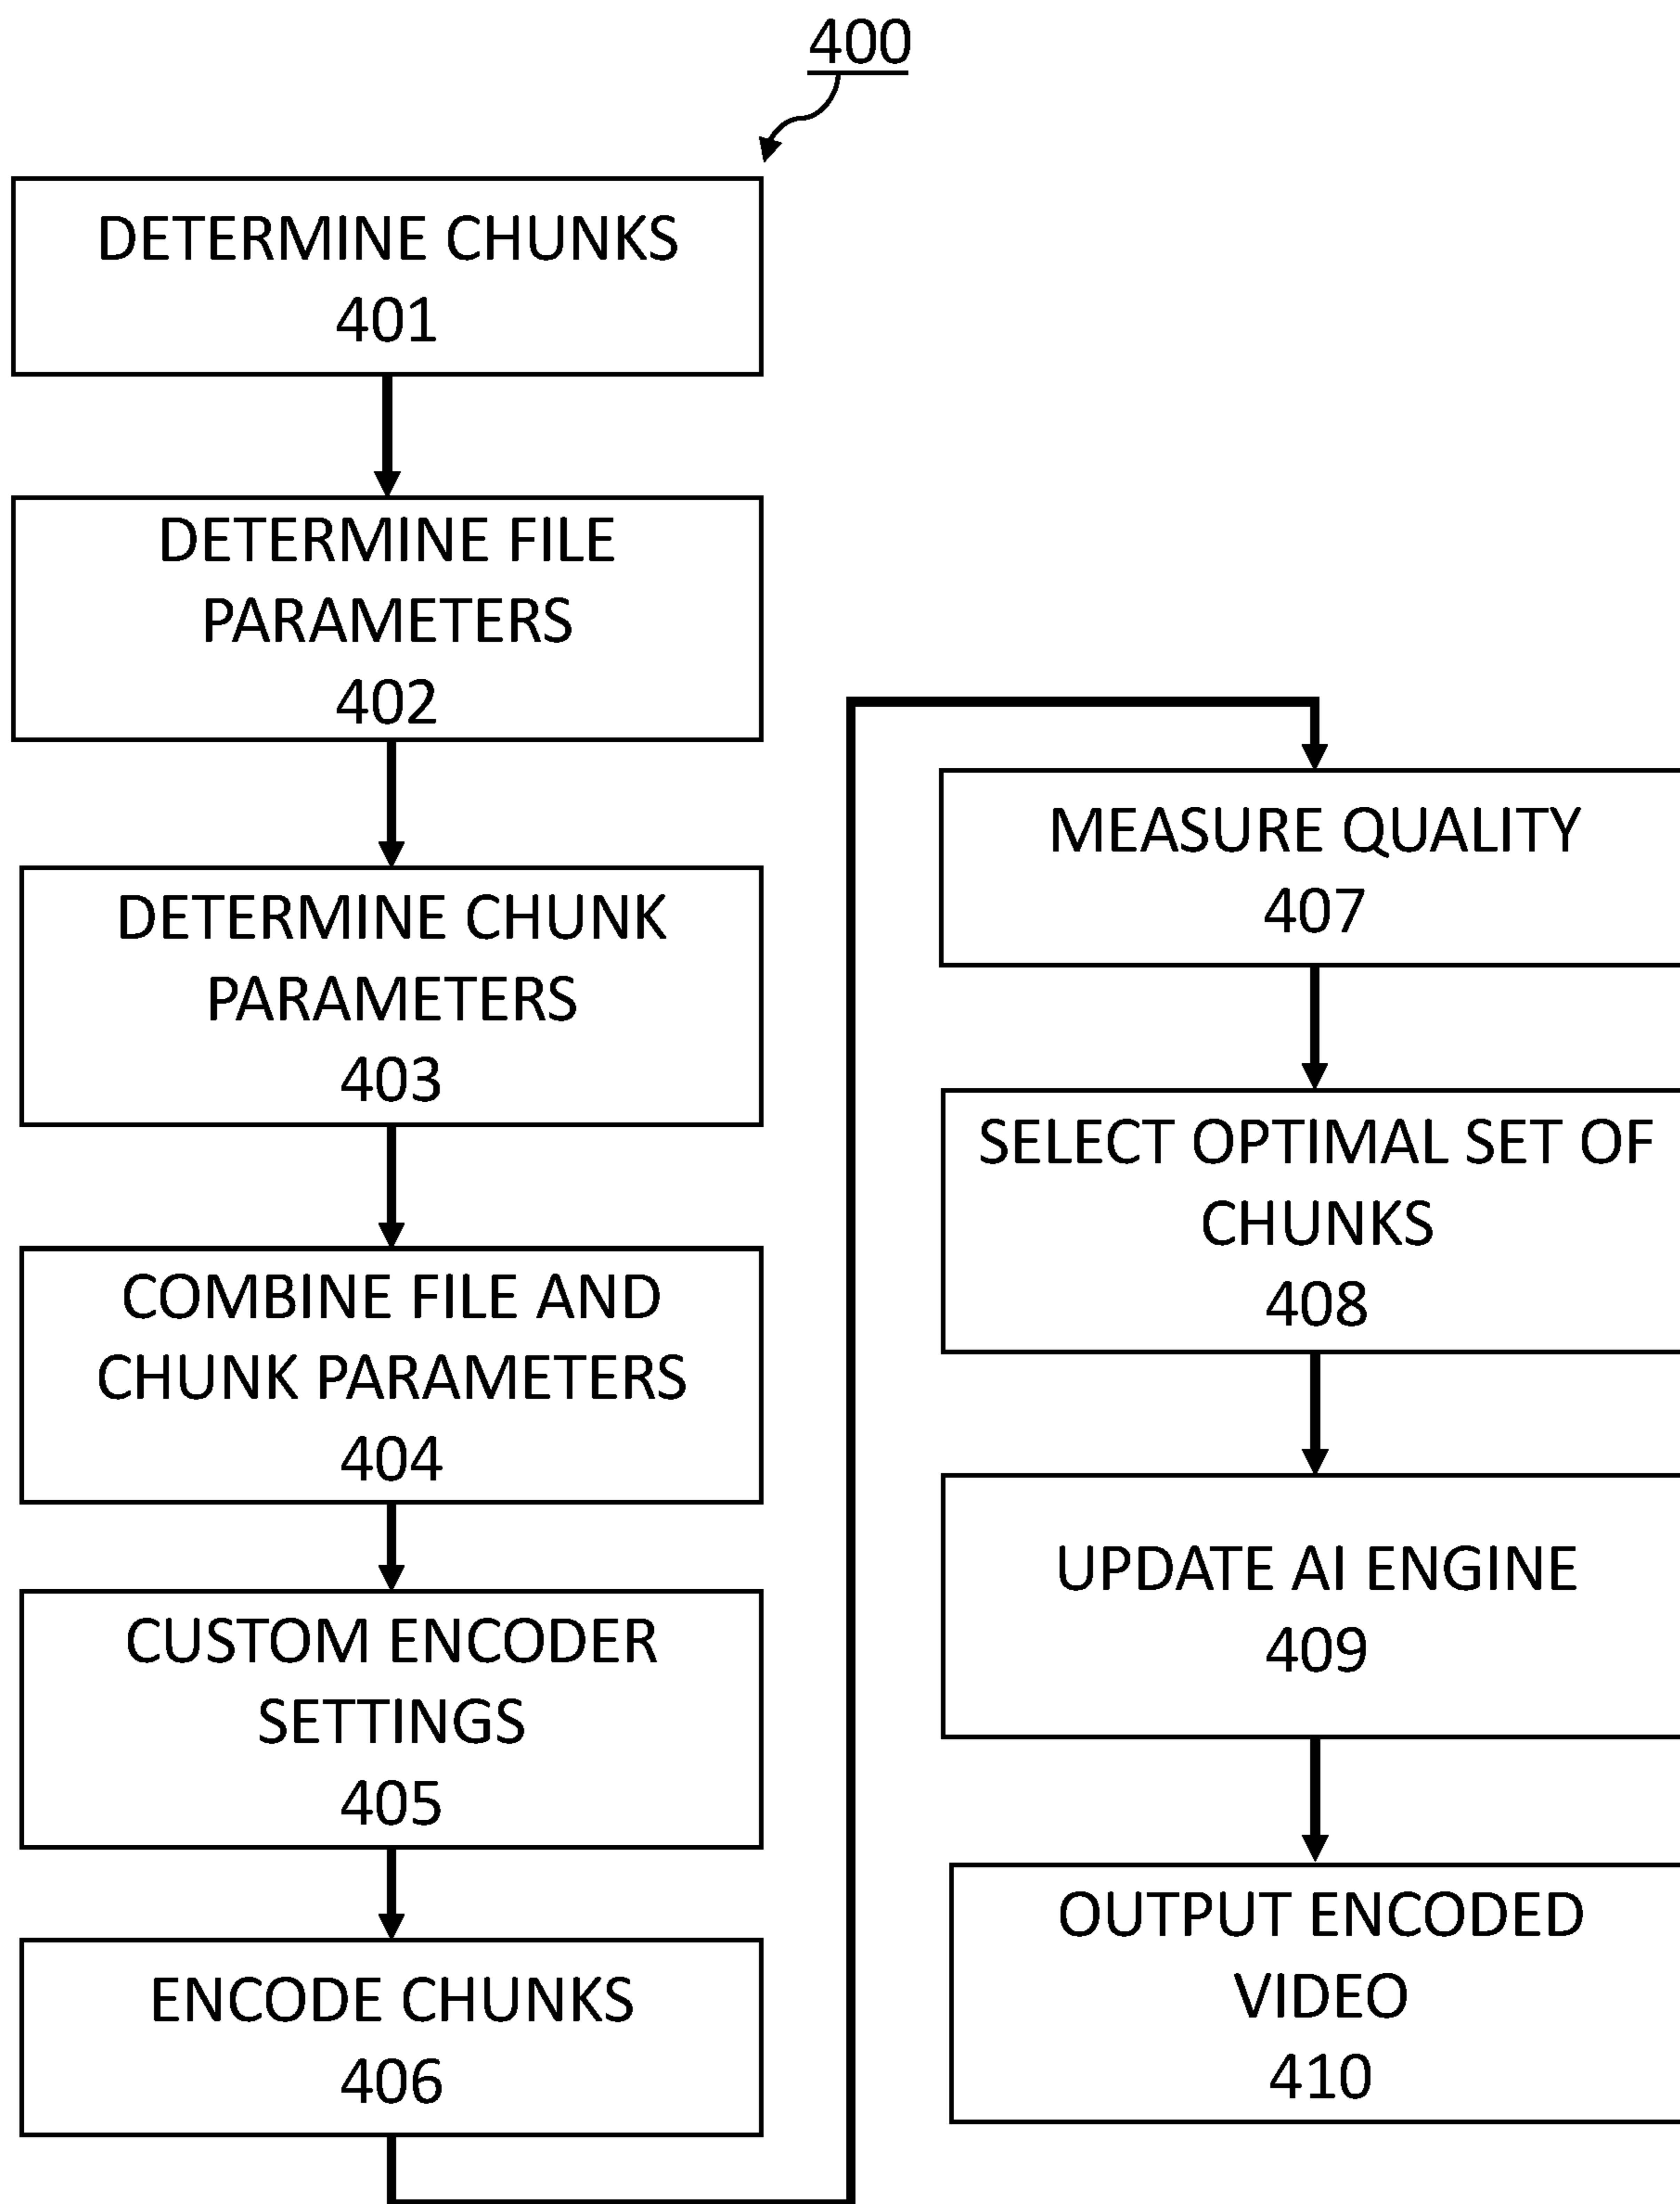 400
DETERMINE CHUNKS
401
DETERMINE FILE
PARAMETERS
402
DETERMINE CHUNK
PARAMETERS
403
COMBINE FILE AND
CHUNK PARAMETERS
404
CUSTOM ENCODER
SETTINGS
405
ENCODE CHUNKS
406
MEASURE QUALITY
407
SELECT OPTIMAL SET OF
CHUNKS
408
UPDATE AI ENGINE
409
OUTPUT ENCODED
VIDEO
410